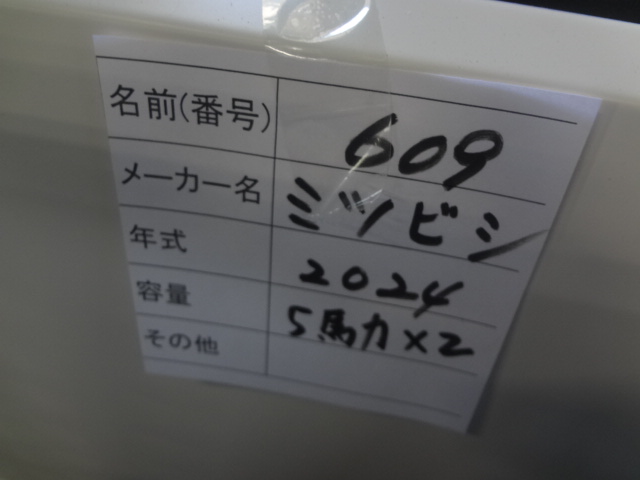 名前(番号) 609
メーカー名 ミツビシ
年式 2024
容量 5馬力×2
その他